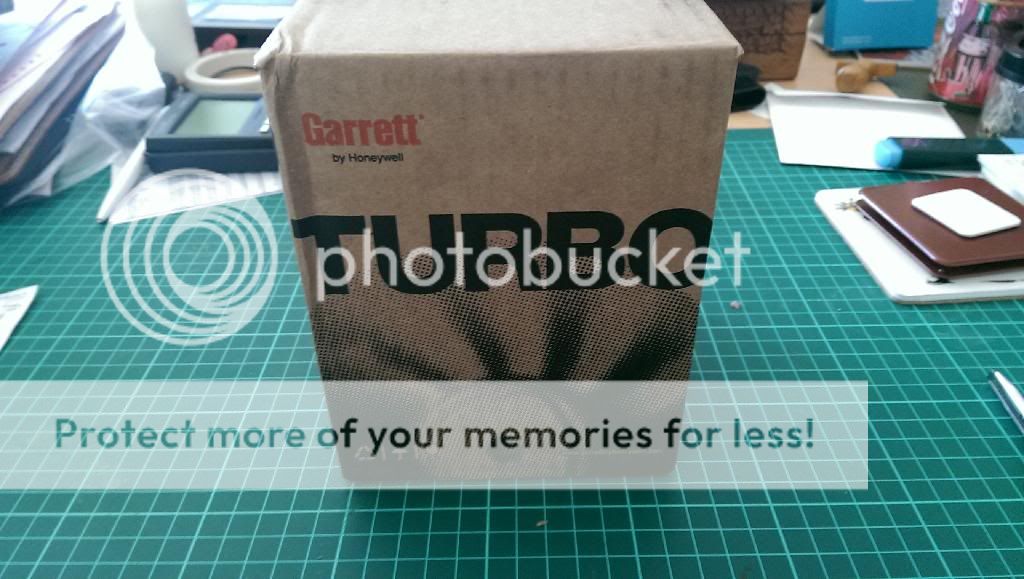 Garrett
by Honeywell
TURBO
photobucket
Protect more of your memories for less!